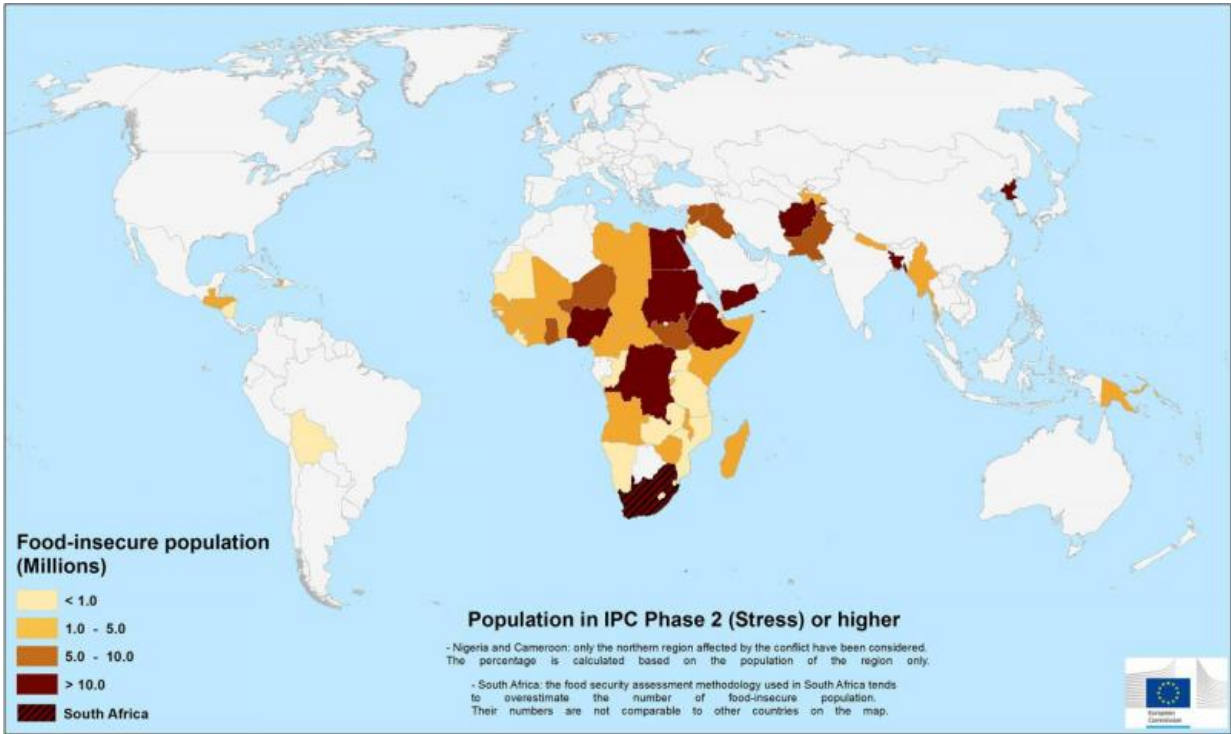 Food-insecure population
(Millions)
< 1.0
1.0 - 5.0
5.0 - 10.0
> 10.0
South Africa
Population in IPC Phase 2 (Stress) or higher
- Nigeria and Cameroon: only the northern region affected by the conflict have been considered.
The percentage is calculated based on the population of the region only.
- South Africa: the food security assessment methodology used in South Africa tends
to overestimate the number of food-insecure population.
Their numbers are not comparable to other countries on the map.
European
Commission